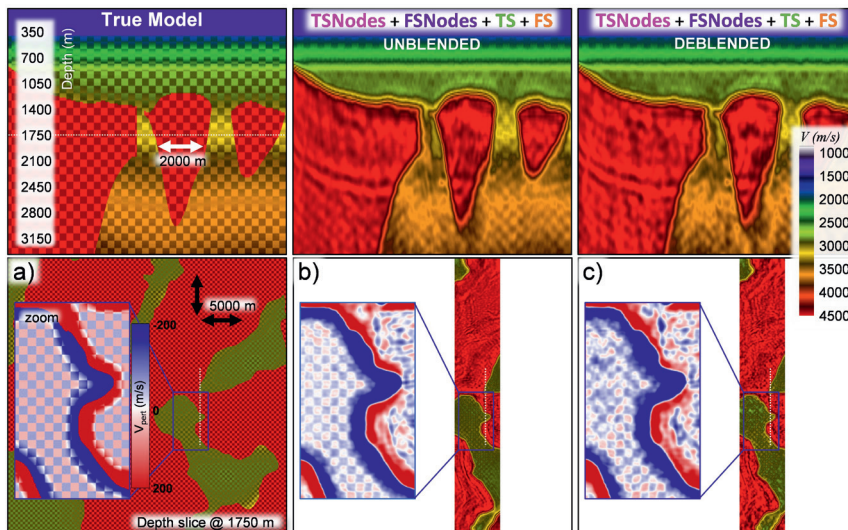 True Model
350
700
1050
1400
1750
2100
2450
2800
3150
Depth (m)
2000 m
TSNodes + FSNodes + TS + FS
UNBLENDED
TSNodes + FSNodes + TS + FS
DEBLENDED
V (m/s)
1000
1500
2000
2500
3000
3500
4000
4500
a)
5000 m
zoom
-200
0
200
V pert (m/s)
Depth slice @ 1750 m
b)
c)